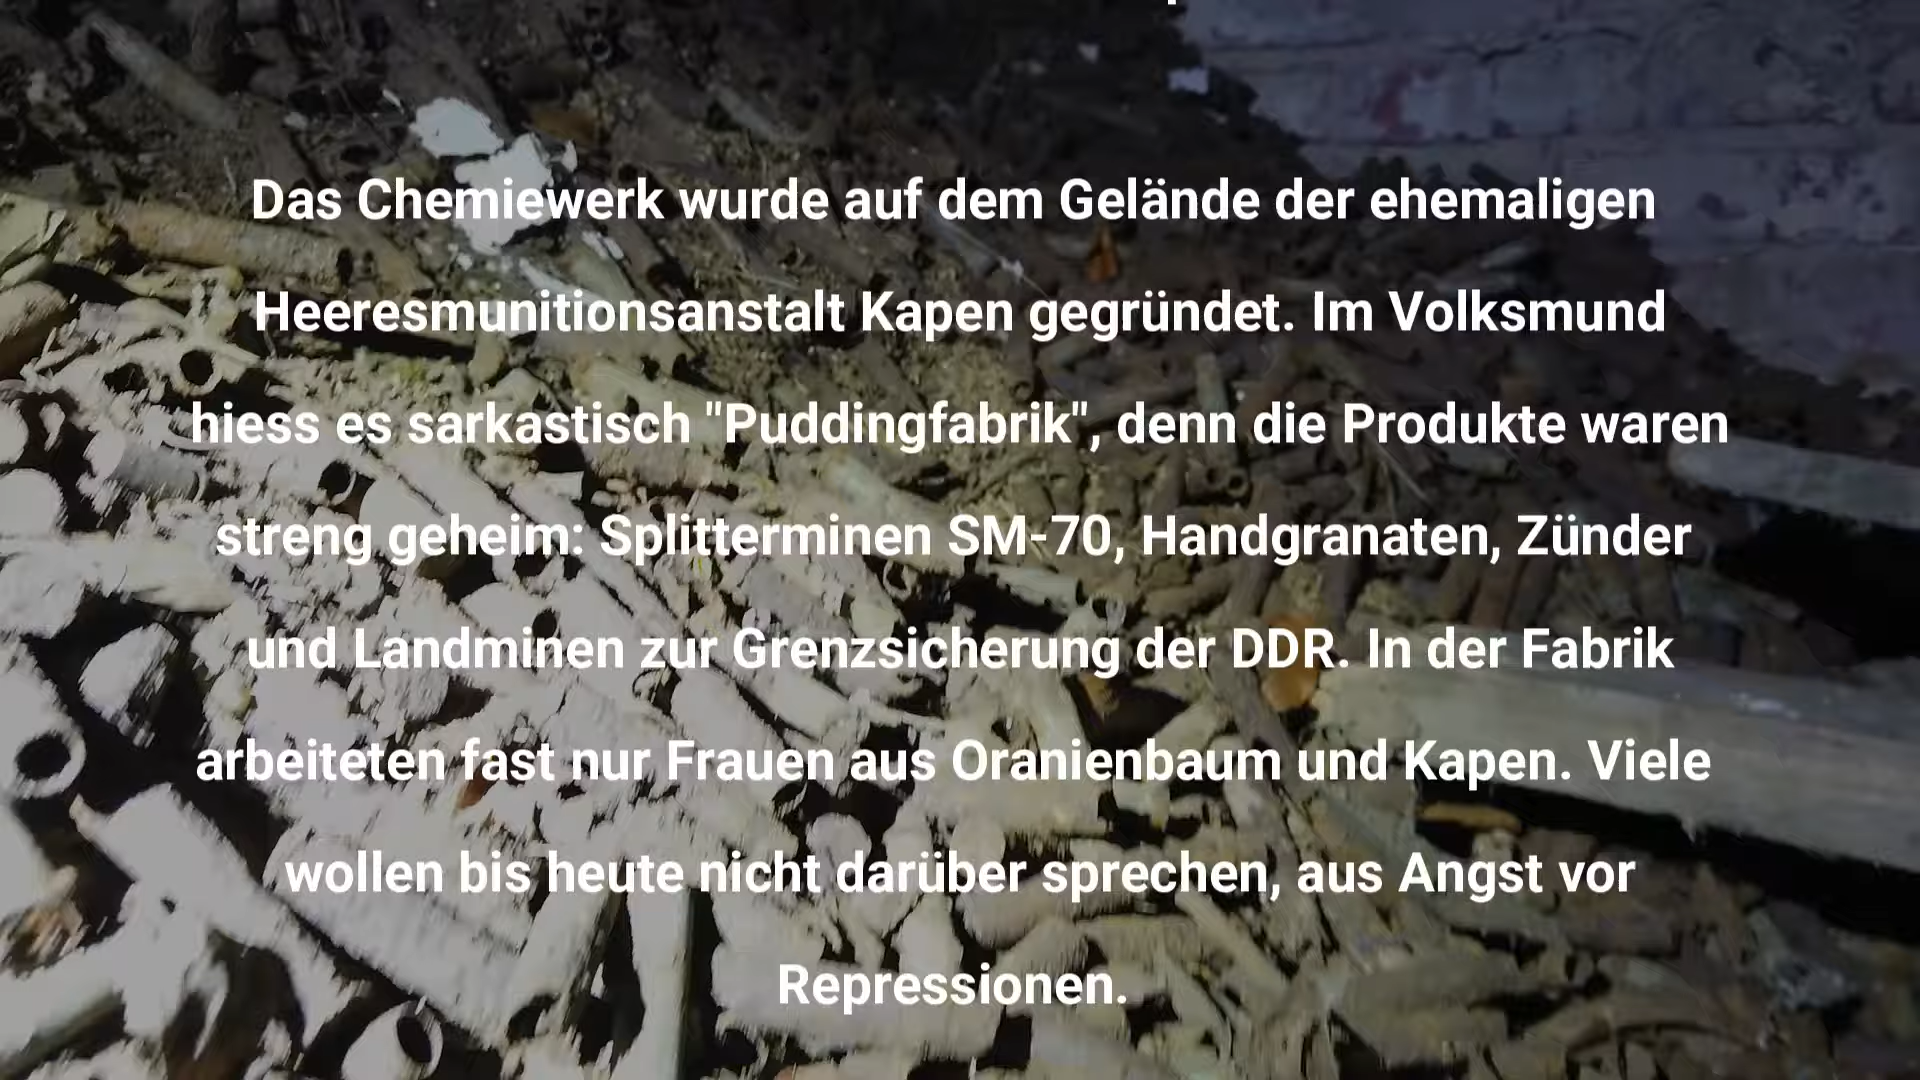 Das Chemiewerk wurde auf dem Gelände der ehemaligen
Heeresmunitionsanstalt Kapen gegründet. Im Volksmund
hiess es sarkastisch "Puddingfabrik", denn die Produkte waren
streng geheim: Splitterminen SM-70, Handgranaten, Zünder
und Landminen zur Grenzsicherung der DDR. In der Fabrik
arbeiteten fast nur Frauen aus Oranienbaum und Kapen. Viele
wollen bis heute nicht darüber sprechen, aus Angst vor
Repressionen.